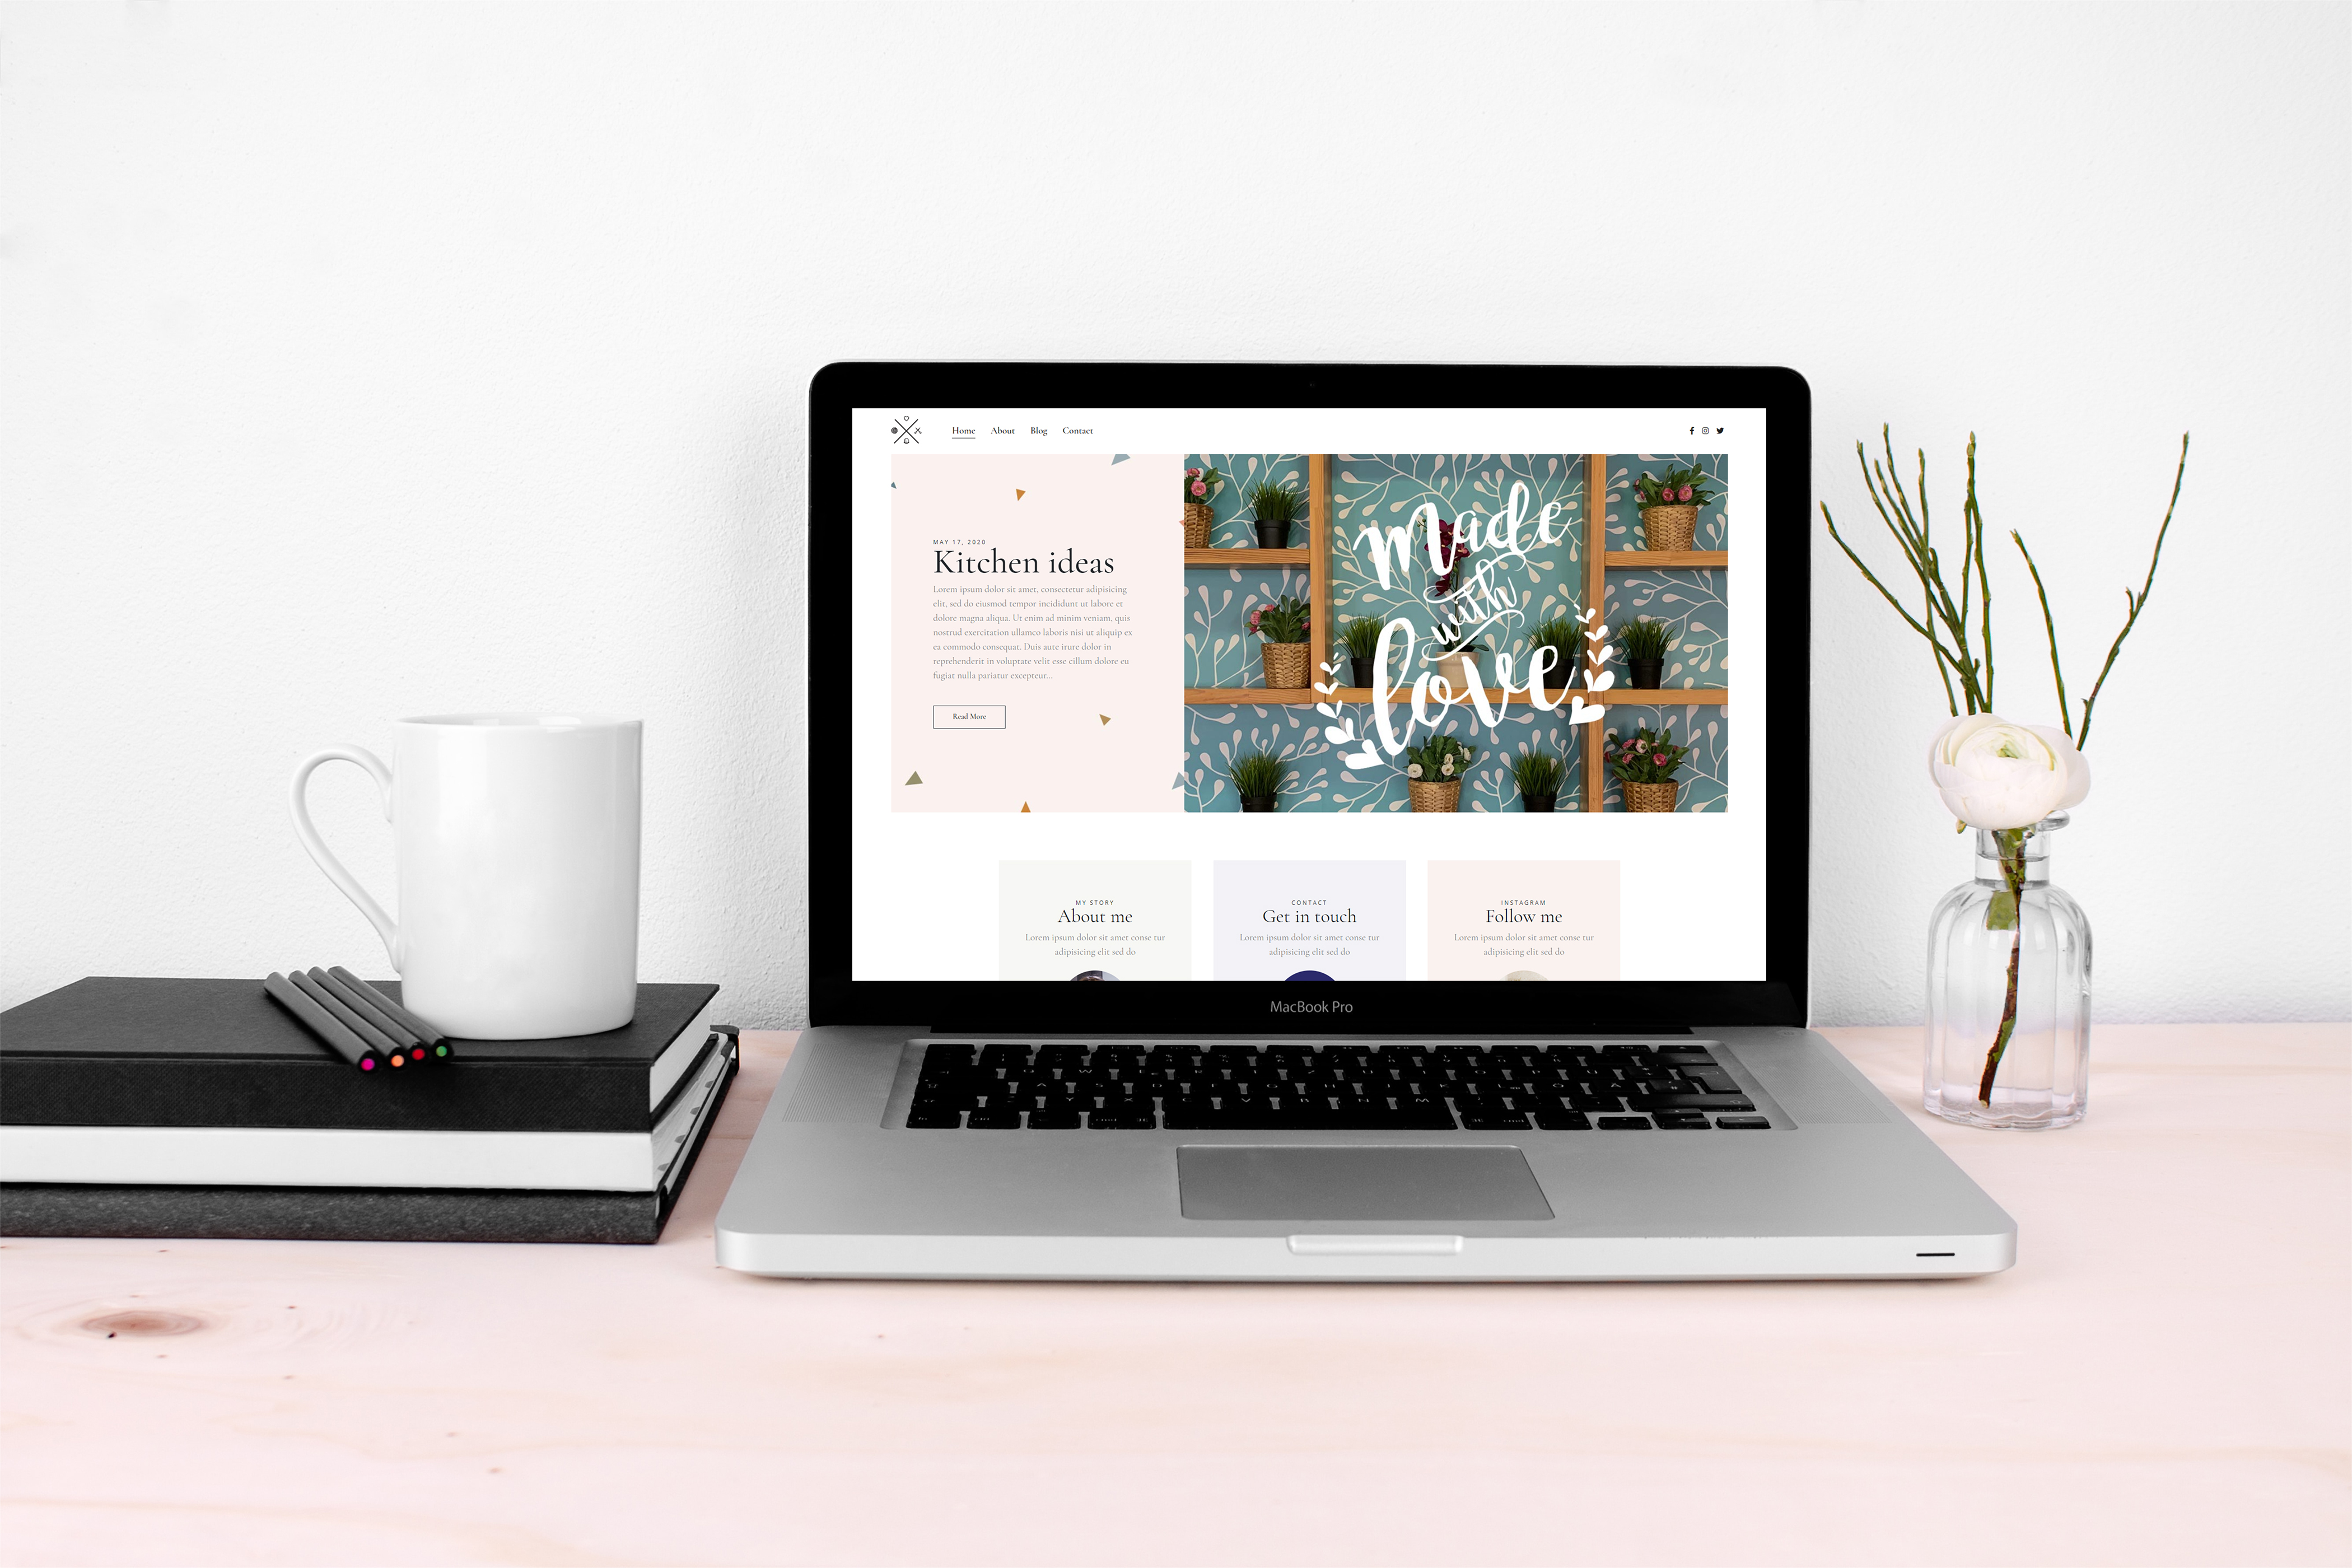 Home About Blog Contact
MAY 17, 2020
Kitchen ideas
Lorem ipsum dolor sit amet, consectetur adipisicing
elit, sed do eiusmod tempor incididunt ut labore et
dolore magna aliqua. Ut enim ad minim veniam, quis
nostrud exercitation ullamco laboris nisi ut aliquip ex
ea commodo consequat. Duis aute irure dolor in
reprehenderit in voluptate velit esse cillum dolore eu
fugiat nulla pariatur excepteur...
Read More
made
with
love
MY STORY
About me
Lorem ipsum dolor sit amet conse tur
adipisicing elit sed do
CONTACT
Get in touch
Lorem ipsum dolor sit amet conse tur
adipisicing elit sed do
INSTAGRAM
Follow me
Lorem ipsum dolor sit amet conse tur
adipisicing elit sed do
MacBook Pro